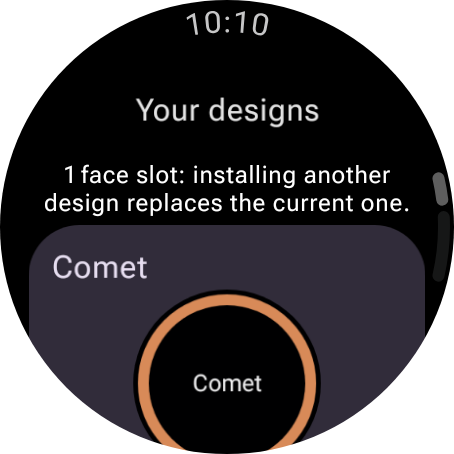 10:10
Your designs
1 face slot: installing another
design replaces the current one.
Comet
Comet